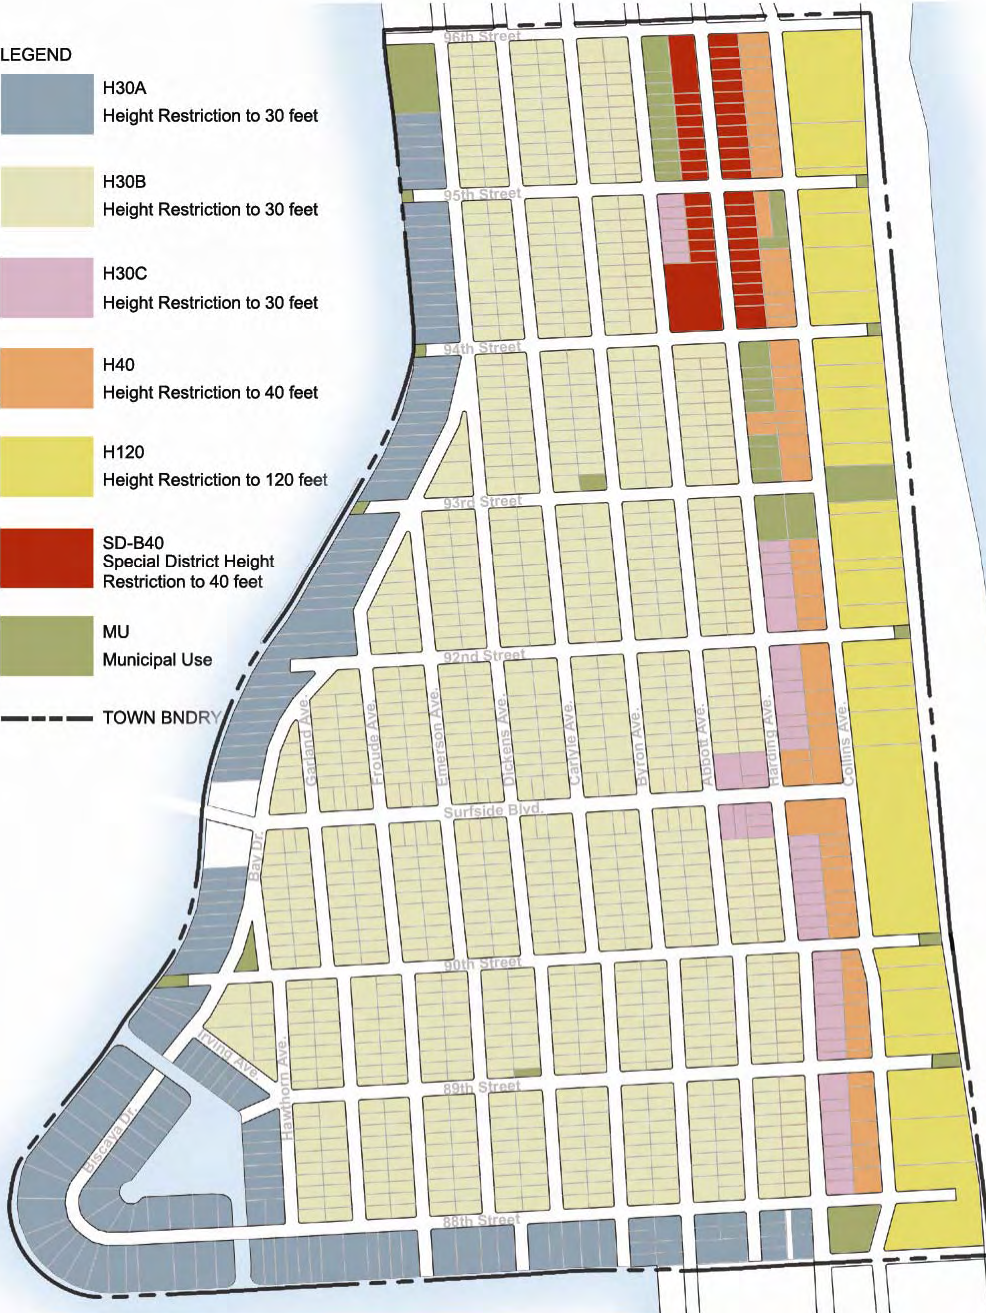 LEGEND
H30A
Height Restriction to 30 feet
H30B
Height Restriction to 30 feet
H30C
Height Restriction to 30 feet
H40
Height Restriction to 40 feet
H120
Height Restriction to 120 feet
SD-B40
Special District Height
Restriction to 40 feet
MU
Municipal Use
TOWN BNDRY
96th Street
95th Street
94th Street
93rd Street
92nd Street
Garland Ave.
Froude Ave.
Emerson Ave.
Dickens Ave.
Carlyle Ave.
Byron Ave.
Abbott Ave.
Harding Ave.
Collins Ave.
Surfside Blvd.
Bay Dr.
90th Street
Irving Ave.
Hawthorn Ave.
89th Street
Biscaya Dr.
88th Street